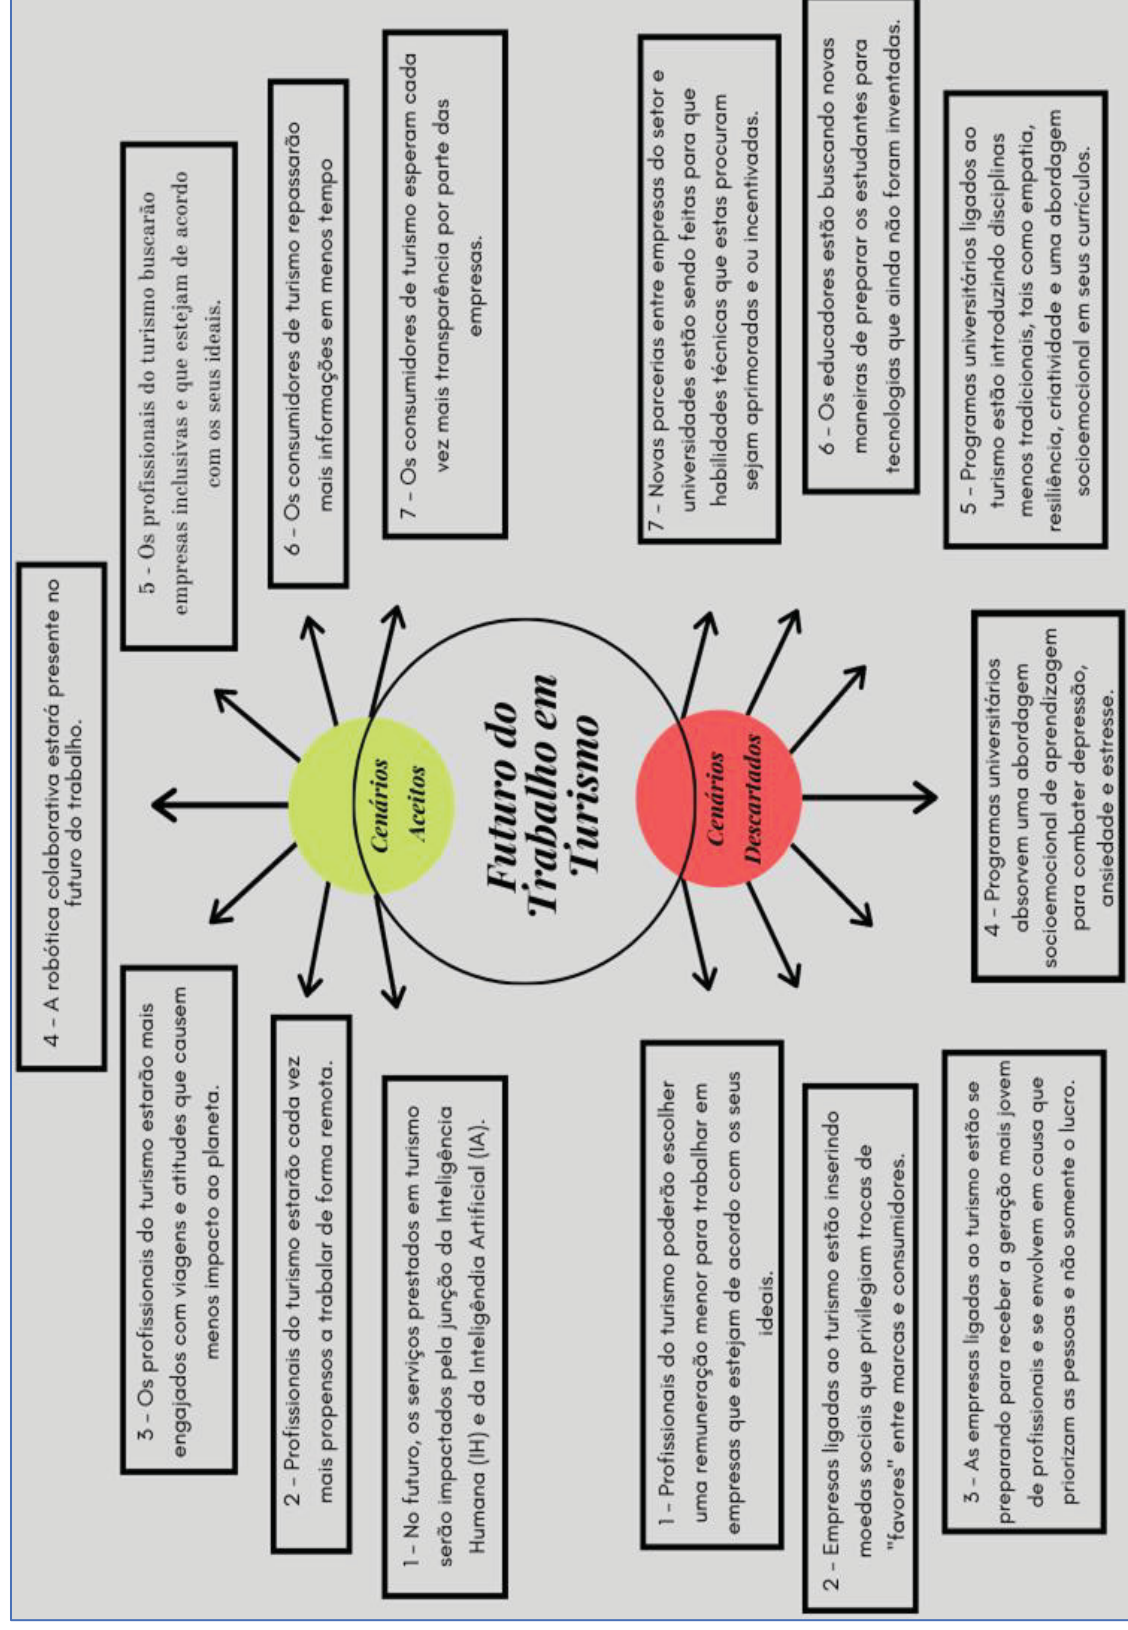 4 - A robótica colaborativa estará presente no
futuro do trabalho.
3 - Os profissionais do turismo estarão mais
engajados com viagens e atitudes que causem
menos impacto ao planeta.
5 - Os profissionais do turismo buscarão
empresas inclusivas e que estejam de acordo
com os seus ideais.
2 - Profissionais do turismo estarão cada vez
mais propensos a trabalar de forma remota.
6 - Os consumidores de turismo repassarão
mais informações em menos tempo
1 - No futuro, os serviços prestados em turismo
serão impactados pela junção da Inteligência
Humana (IH) e da Inteligêndia Artificial (IA).
7 - Os consumidores de turismo esperam cada
vez mais transparência por parte das
empresas.
Cenários
Aceitos
Futuro do
Trabalho em
Turismo
Cenários
Descartados
1 - Profissionais do turismo poderão escolher
uma remuneração menor para trabalhar em
empresas que estejam de acordo com os seus
ideais.
7 - Novas parcerias entre empresas do setor e
universidades estão sendo feitas para que
habilidades técnicas que estas procuram
sejam aprimoradas e ou incentivadas.
2 - Empresas ligadas ao turismo estão inserindo
moedas sociais que privilegiam trocas de
"favores" entre marcas e consumidores.
6 - Os educadores estão buscando novas
maneiras de preparar os estudantes para
tecnologias que ainda não foram inventadas.
3 - As empresas ligadas ao turismo estão se
preparando para receber a geração mais jovem
de profissionais e se envolvem em causa que
priorizam as pessoas e não somente o lucro.
5 - Programas universitários ligados ao
turismo estão introduzindo disciplinas
menos tradicionais, tais como empatia,
resiliência, criatividade e uma abordagem
socioemocional em seus currículos.
4 - Programas universitários
absorvem uma abordagem
socioemocional de aprendizagem
para combater depressão,
ansiedade e estresse.